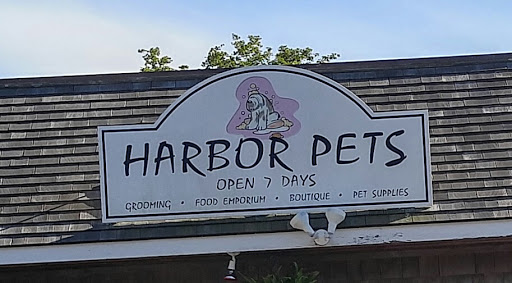 HARBOR PETS
OPEN 7 DAYS
GROOMING • FOOD EMPORIUM • BOUTIQUE • PET SUPPLIES